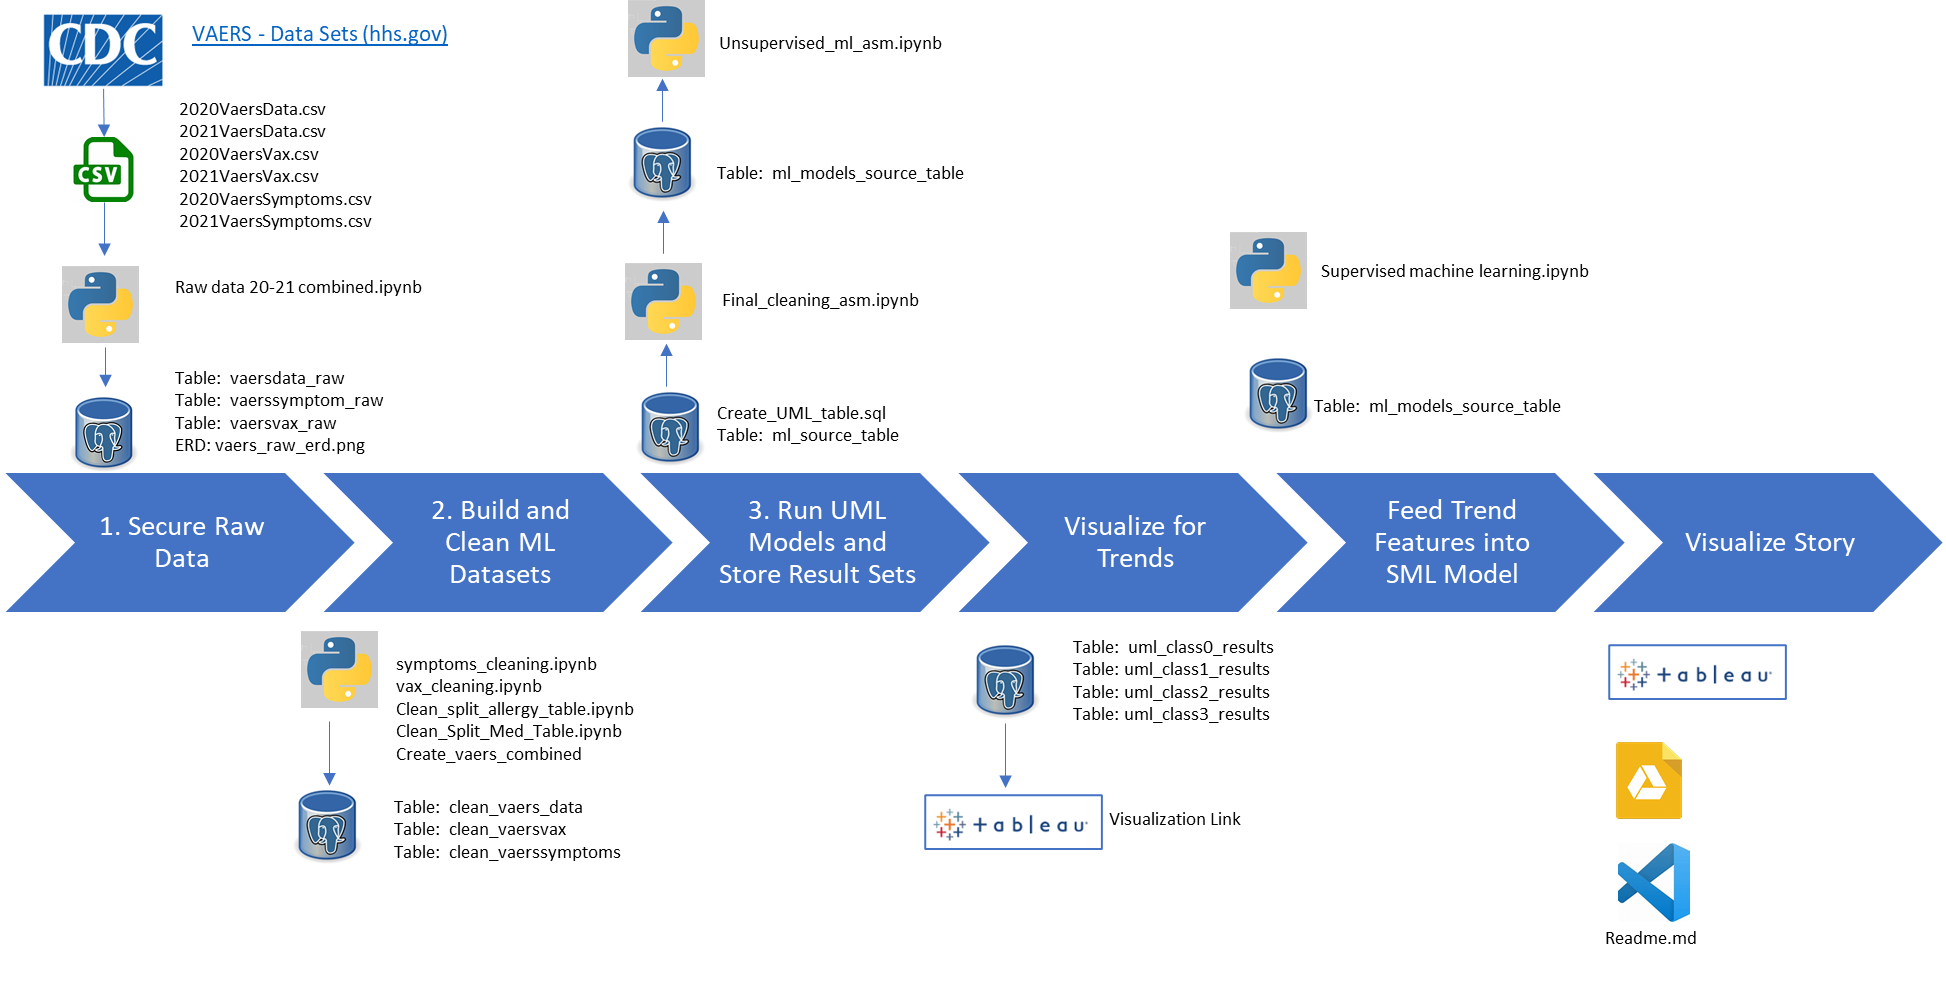 CDC
VAERS - Data Sets (hhs.gov)
2020VaersData.csv
2021VaersData.csv
2020VaersVax.csv
2021VaersVax.csv
2020VaersSymptoms.csv
2021VaersSymptoms.csv
CSV
Raw data 20-21 combined.ipynb
Table:  vaersdata_raw
Table:  vaerssymptom_raw
Table:  vaersvax_raw
ERD: vaers_raw_erd.png
Unsupervised_ml_asm.ipynb
Table:  ml_models_source_table
Final_cleaning_asm.ipynb
Create_UML_table.sql
Table:  ml_source_table
Supervised machine learning.ipynb
Table:  ml_models_source_table
1. Secure Raw
Data
2. Build and
Clean ML
Datasets
3. Run UML
Models and
Store Result Sets
Visualize for
Trends
Feed Trend
Features into
SML Model
Visualize Story
symptoms_cleaning.ipynb
vax_cleaning.ipynb
Clean_split_allergy_table.ipynb
Clean_Split_Med_Table.ipynb
Create_vaers_combined
Table:  clean_vaers_data
Table:  clean_vaersvax
Table:  clean_vaerssymptoms
Table:  uml_class0_results
Table: uml_class1_results
Table: uml_class2_results
Table: uml_class3_results
tableau
Visualization Link
tableau
Readme.md